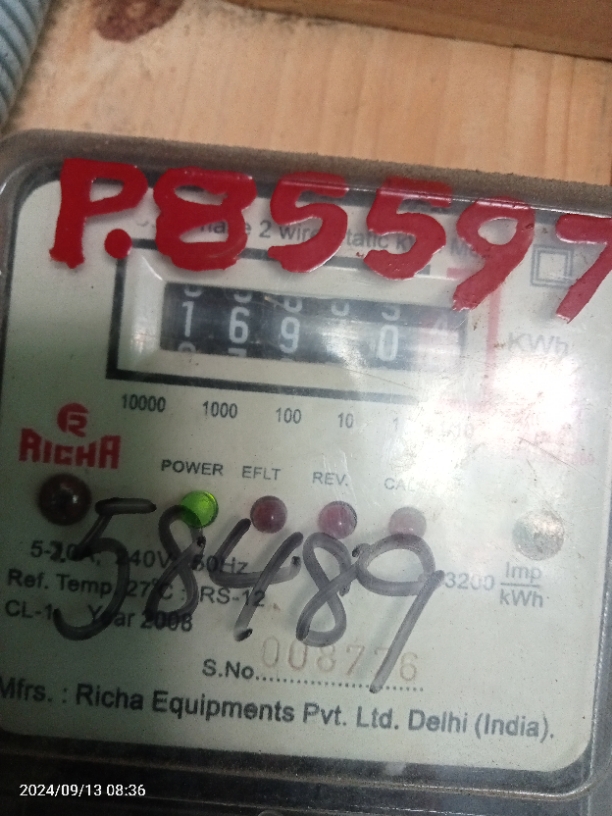 P.85597
2 wire static k
1 6 9 0
KWh
10000 1000 100 10 1
RICHA
POWER EFLT REV. CAL
58489
5-20A, 240V, 50Hz
Ref. Temp. 27°C : RS-12
3200 Imp
kWh
CL-1 Year 2008
S.No. 008776
Mfrs. : Richa Equipments Pvt. Ltd. Delhi (India).
2024/09/13 08:36